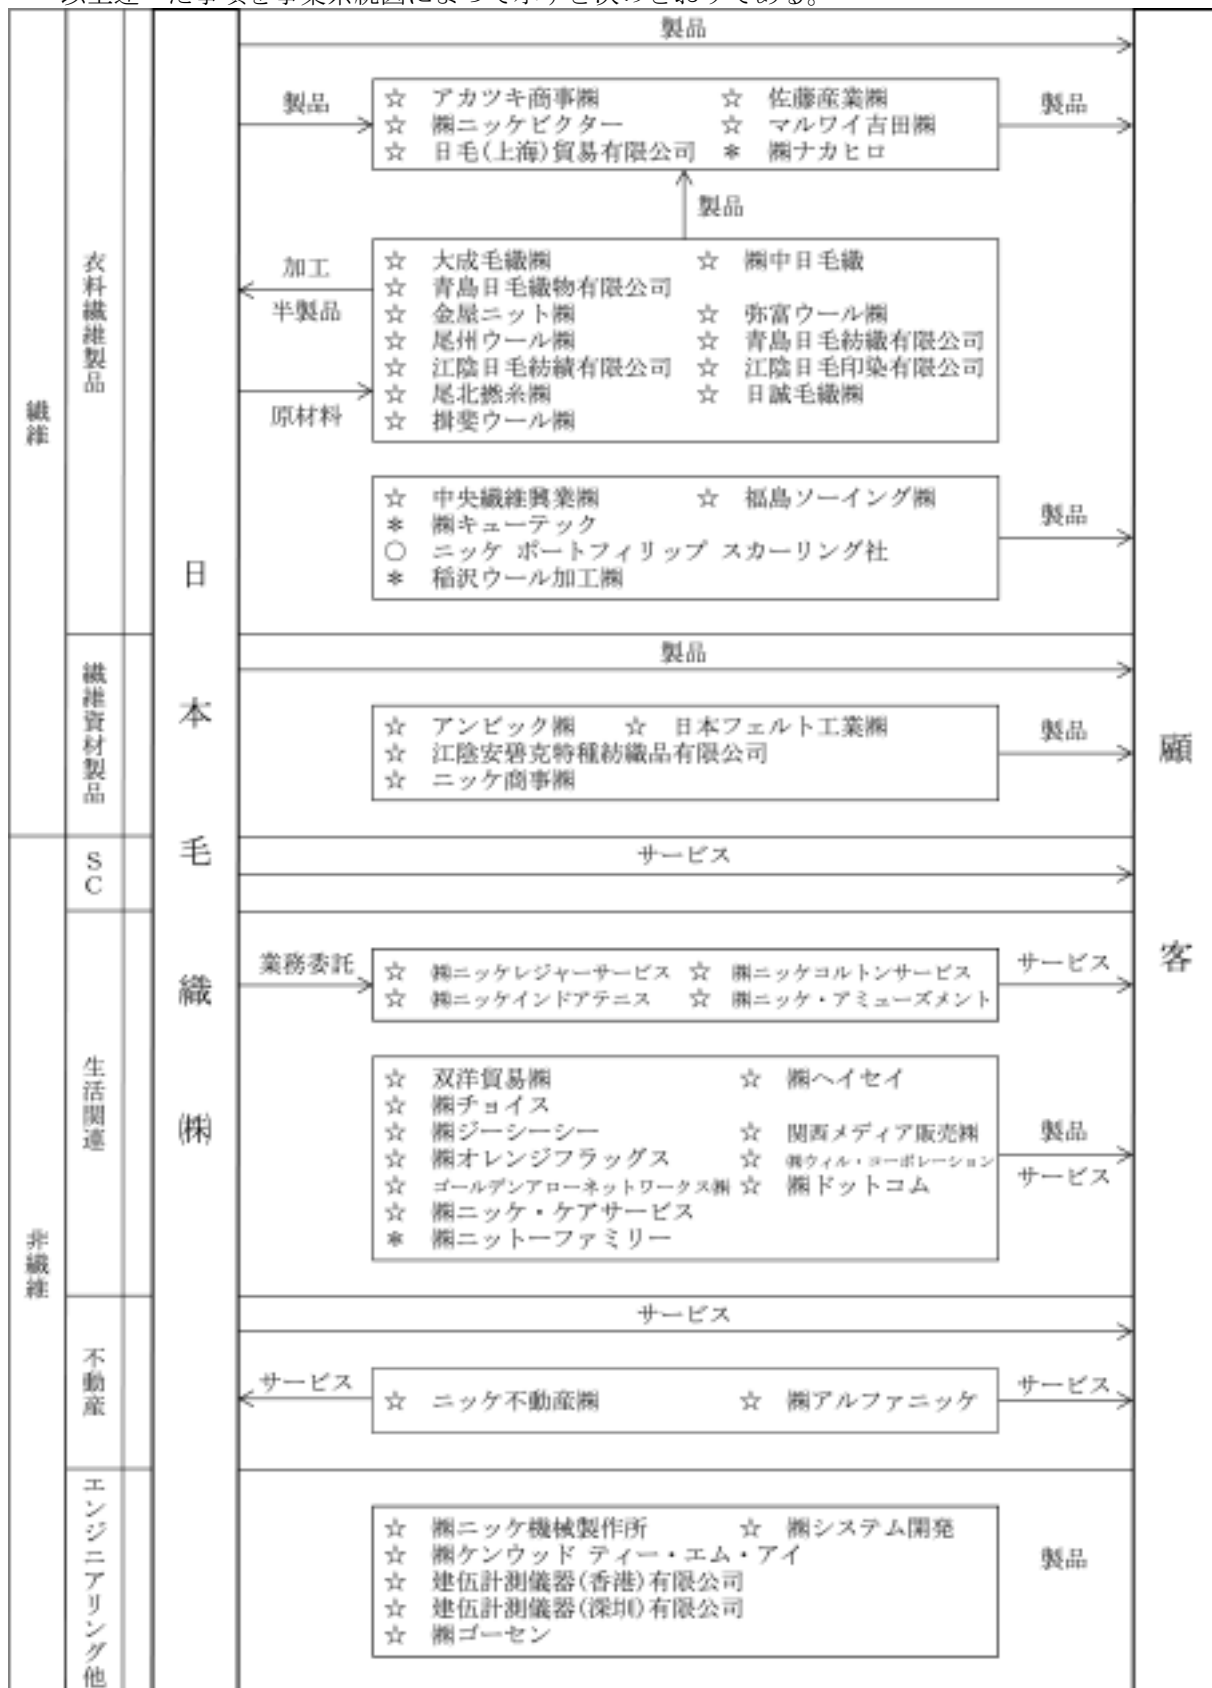 以上述べた事項を事業系統図によって示すと次のとおりである。
繊維
衣料繊維製品
繊維資材製品
非繊維
SC
生活関連
不動産
エンジニアリング他
日本毛織㈱
顧客
製品
製品
☆ アカツキ商事㈱ ☆ 佐藤産業㈱
☆ ㈱ニッケビクター ☆ マルワイ吉田㈱
☆ 日毛(上海)貿易有限公司 * ㈱ナカヒロ
製品
製品
加工
半製品
原材料
☆ 大成毛織㈱ ☆ ㈱中日毛織
☆ 青島日毛織物有限公司
☆ 金屋ニット㈱ ☆ 弥富ウール㈱
☆ 尾州ウール㈱ ☆ 青島日毛紡織有限公司
☆ 江陰日毛紡績有限公司 ☆ 江陰日毛印染有限公司
☆ 尾北撚糸㈱ ☆ 日誠毛織㈱
☆ 揖斐ウール㈱
☆ 中央繊維興業㈱ ☆ 福島ソーイング㈱
* ㈱キューテック
○ ニッケ ポートフィリップ スカーリング社
* 稲沢ウール加工㈱
製品
製品
☆ アンビック㈱ ☆ 日本フェルト工業㈱
☆ 江陰安碧克特種紡織品有限公司
☆ ニッケ商事㈱
製品
サービス
業務委託
☆ ㈱ニッケレジャーサービス ☆ ㈱ニッケコルトンサービス
☆ ㈱ニッケインドアテニス ☆ ㈱ニッケ・アミューズメント
サービス
☆ 双洋貿易㈱ ☆ ㈱ヘイセイ
☆ ㈱チョイス
☆ ㈱ジーシーシー ☆ 関西メディア販売㈱
☆ ㈱オレンジフラッグス ☆ ㈱ウィル・コーポレーション
☆ ゴールデンアローネットワークス㈱ ☆ ㈱ドットコム
☆ ㈱ニッケ・ケアサービス
* ㈱ニットーファミリー
製品
サービス
サービス
サービス
☆ ニッケ不動産㈱ ☆ ㈱アルファニッケ
サービス
☆ ㈱ニッケ機械製作所 ☆ ㈱システム開発
☆ ㈱ケンウッド ティー・エム・アイ
☆ 建伍計測儀器(香港)有限公司
☆ 建伍計測儀器(深圳)有限公司
☆ ㈱ゴーセン
製品